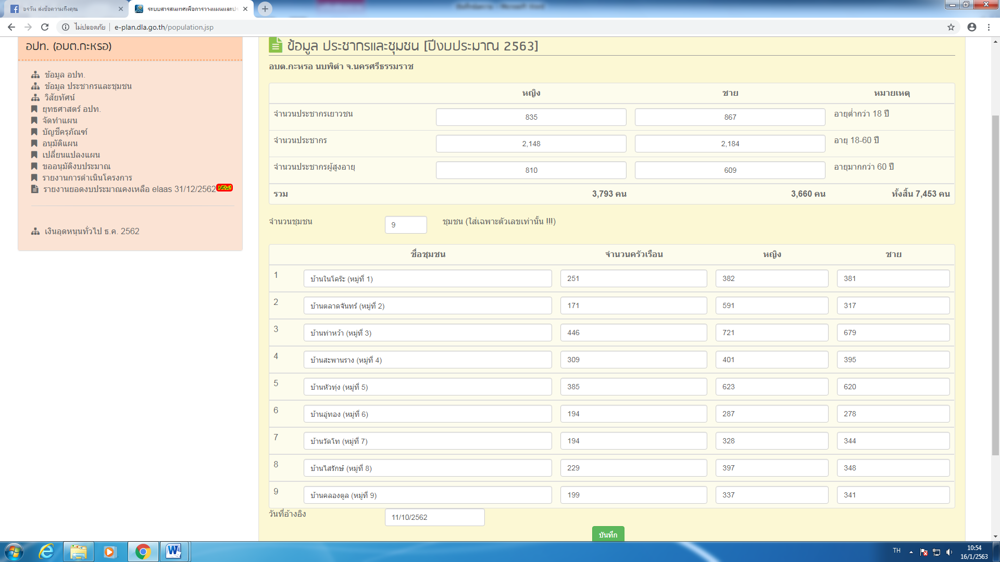 อรวัน ส่งข้อความถึงคุณ
ระบบสารสนเทศเพื่อการวางแผนและปร
ไม่ปลอดภัย | e-plan.dla.go.th/population.jsp
อปท. (อบต.กะหรอ)
ข้อมูล อปท.
ข้อมูล ประชากรและชุมชน
วิสัยทัศน์
ยุทธศาสตร์ อปท.
จัดทำแผน
บัญชีครุภัณฑ์
อนุมัติแผน
เปลี่ยนแปลงแผน
ขออนุมัติงบประมาณ
รายงานการดำเนินโครงการ
รายงานยอดงบประมาณคงเหลือ elaas 31/12/2562 NEW!
เงินอุดหนุนทั่วไป ธ.ค. 2562
ข้อมูล ประชากรและชุมชน [ปีงบประมาณ 2563]
อบต.กะหรอ นบพิตำ จ.นครศรีธรรมราช
หญิง ชาย หมายเหตุ
จำนวนประชากรเยาวชน 835 867 อายุต่ำกว่า 18 ปี
จำนวนประชากร 2,148 2,184 อายุ 18-60 ปี
จำนวนประชากรผู้สูงอายุ 810 609 อายุมากกว่า 60 ปี
รวม 3,793 คน 3,660 คน ทั้งสิ้น 7,453 คน
จำนวนชุมชน 9 ชุมชน (ใส่เฉพาะตัวเลขเท่านั้น !!!)
ชื่อชุมชน จำนวนครัวเรือน หญิง ชาย
1 บ้านในโคร๊ะ (หมู่ที่ 1) 251 382 381
2 บ้านตลาดจันทร์ (หมู่ที่ 2) 171 591 317
3 บ้านท่าหว้า (หมู่ที่ 3) 446 721 679
4 บ้านสะพานราง (หมู่ที่ 4) 309 401 395
5 บ้านหัวทุ่ง (หมู่ที่ 5) 385 623 620
6 บ้านอู่ทอง (หมู่ที่ 6) 194 287 278
7 บ้านวัดโท (หมู่ที่ 7) 194 328 344
8 บ้านไสรักษ์ (หมู่ที่ 8) 229 397 348
9 บ้านคลองตูล (หมู่ที่ 9) 199 337 341
วันที่อ้างอิง 11/10/2562
บันทึก
TH 10:54
16/1/2563